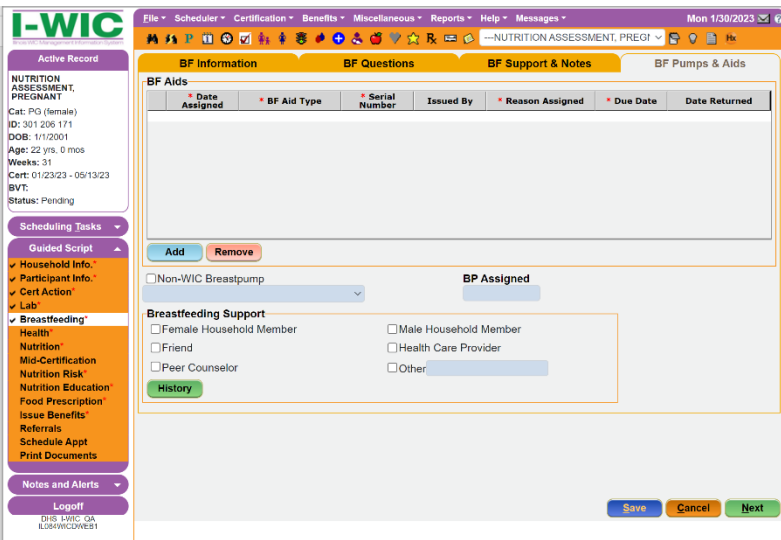 I-WIC
Illinois WIC Management Information System
File Scheduler Certification Benefits Miscellaneous Reports Help Messages Mon 1/30/2023
---NUTRITION ASSESSMENT, PREGI
Active Record
NUTRITION
ASSESSMENT,
PREGNANT
Cat: PG (female)
ID: 301 206 171
DOB: 1/1/2001
Age: 22 yrs, 0 mos
Weeks: 31
Cert: 01/23/23 - 05/13/23
BVT:
Status: Pending
Scheduling Tasks
Guided Script
Household Info.*
Participant Info.*
Cert Action*
Lab*
Breastfeeding*
Health*
Nutrition*
Mid-Certification
Nutrition Risk*
Nutrition Education*
Food Prescription*
Issue Benefits*
Referrals
Schedule Appt
Print Documents
Notes and Alerts
Logoff
DHS I-WIC QA
IL084WICDWEB1
BF Information BF Questions BF Support & Notes BF Pumps & Aids
BF Aids
* Date Assigned * BF Aid Type * Serial Number Issued By * Reason Assigned * Due Date Date Returned
Add Remove
Non-WIC Breastpump BP Assigned
Breastfeeding Support
Female Household Member Male Household Member
Friend Health Care Provider
Peer Counselor Other
History
Save Cancel Next